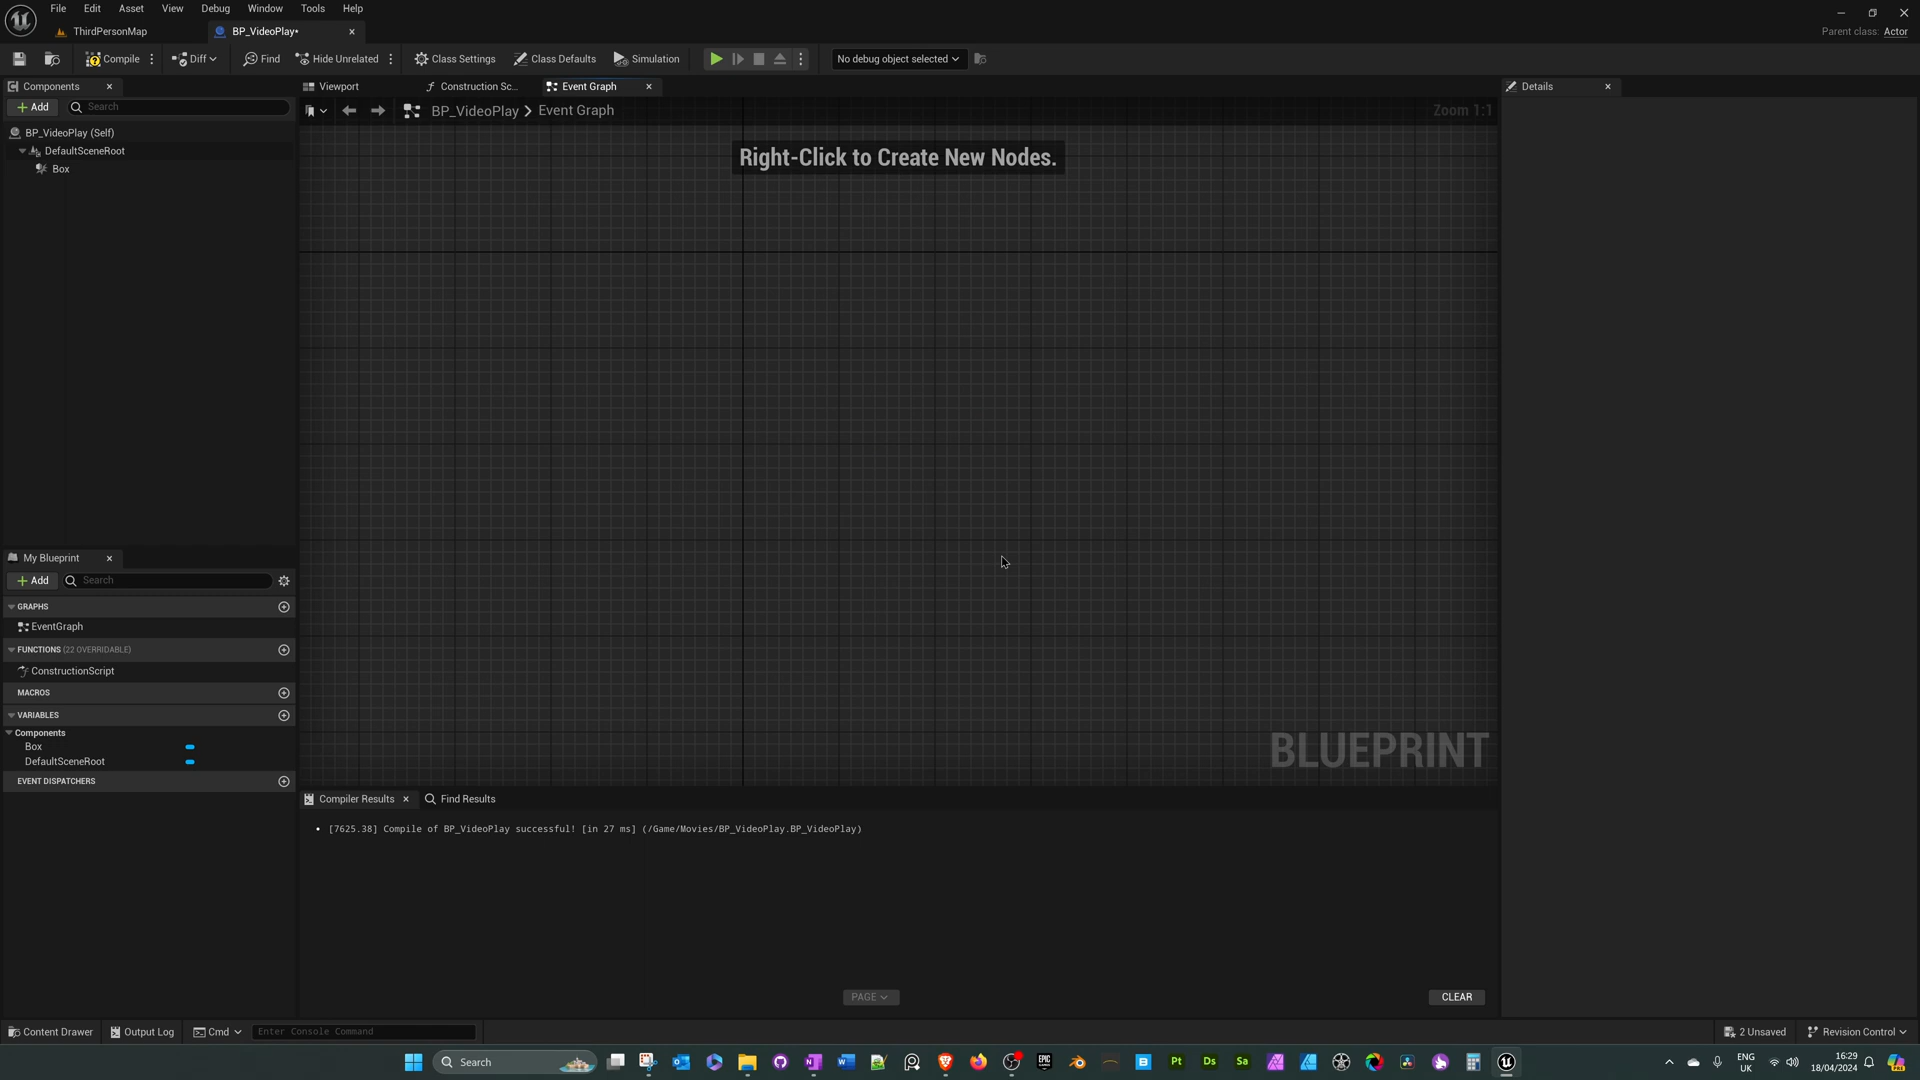 File Edit Asset View Debug Window Tools Help
ThirdPersonMap
BP_VideoPlay*
Parent class: Actor
Compile
Diff
Find
Hide Unrelated
Class Settings
Class Defaults
Simulation
No debug object selected
Components
Viewport
Construction Sc...
Event Graph
Details
Add
Search
BP_VideoPlay > Event Graph
Zoom 1:1
BP_VideoPlay (Self)
DefaultSceneRoot
Box
Right-Click to Create New Nodes.
My Blueprint
Add
Search
GRAPHS
EventGraph
FUNCTIONS (22 OVERRIDABLE)
ConstructionScript
MACROS
VARIABLES
Components
Box
DefaultSceneRoot
EVENT DISPATCHERS
BLUEPRINT
Compiler Results
Find Results
• [7625.38] Compile of BP_VideoPlay successful! [in 27 ms] (/Game/Movies/BP_VideoPlay.BP_VideoPlay)
PAGE
CLEAR
Content Drawer
Output Log
Cmd
Enter Console Command
2 Unsaved
Revision Control
Search
Pt
Ds
Sa
ENG
UK
16:29
18/04/2024